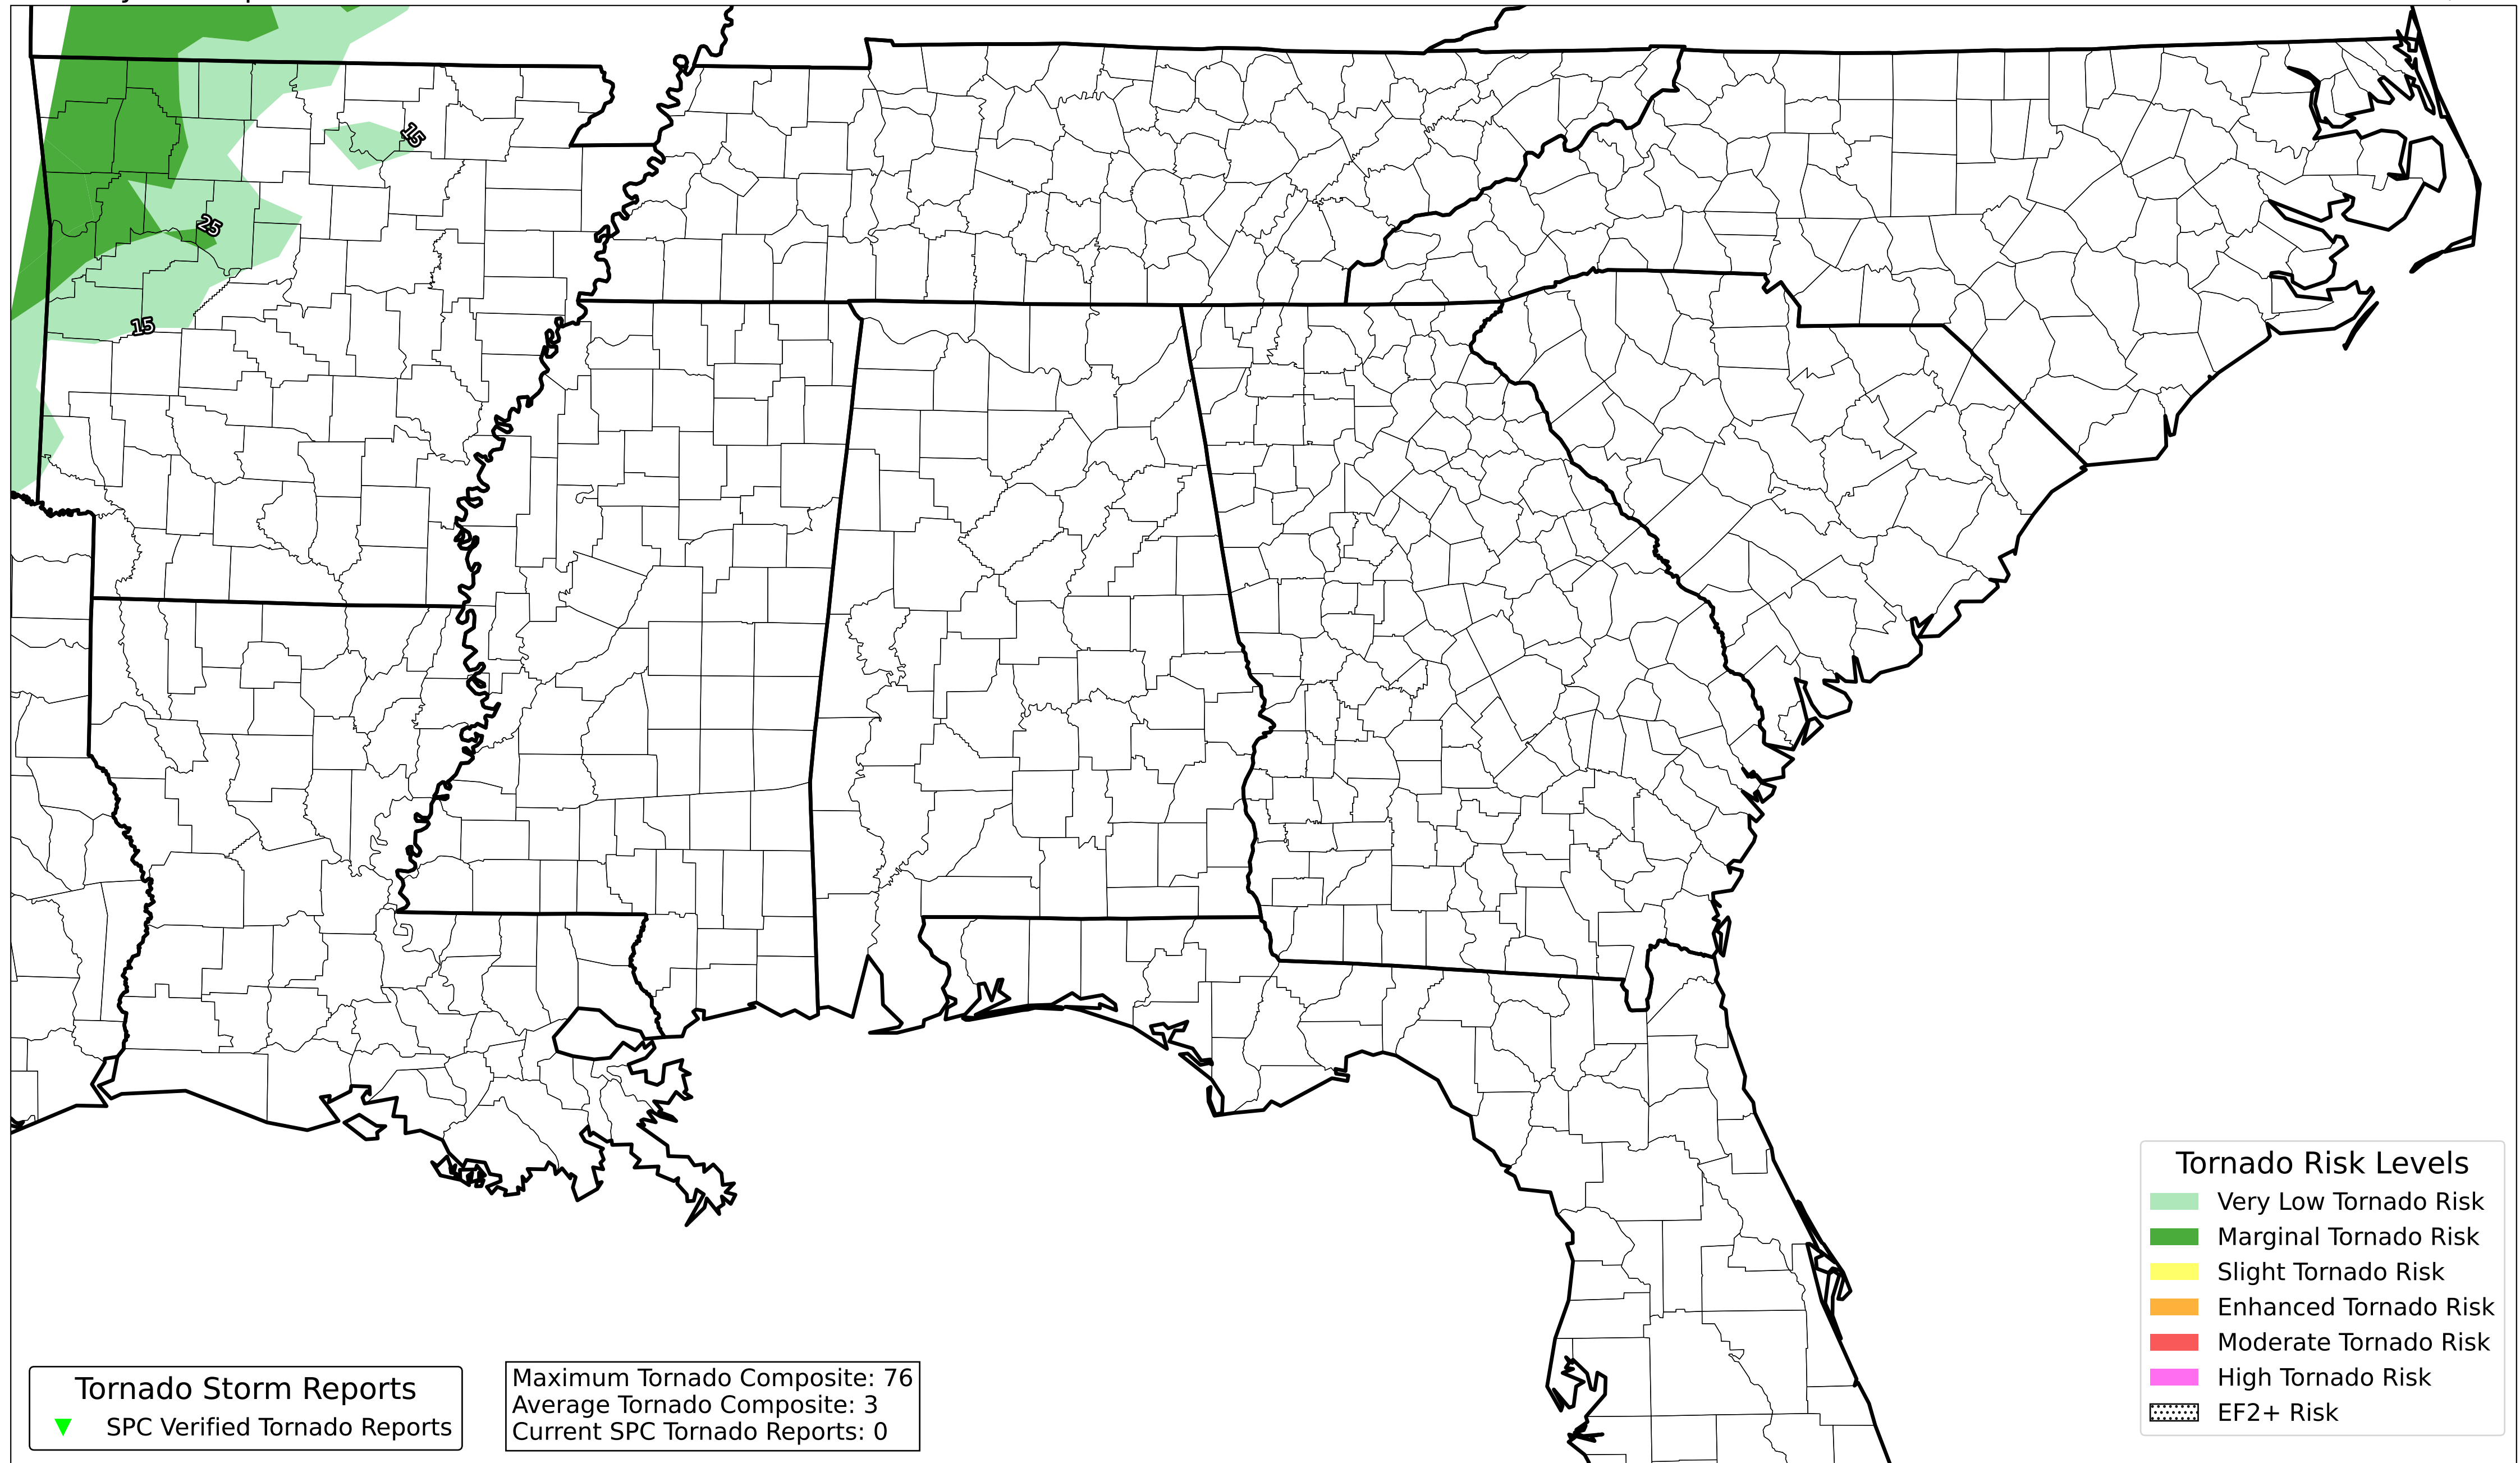 15
25
15
Tornado Risk Levels
Very Low Tornado Risk
Marginal Tornado Risk
Slight Tornado Risk
Enhanced Tornado Risk
Moderate Tornado Risk
High Tornado Risk
EF2+ Risk
Tornado Storm Reports
SPC Verified Tornado Reports
Maximum Tornado Composite: 76
Average Tornado Composite: 3
Current SPC Tornado Reports: 0